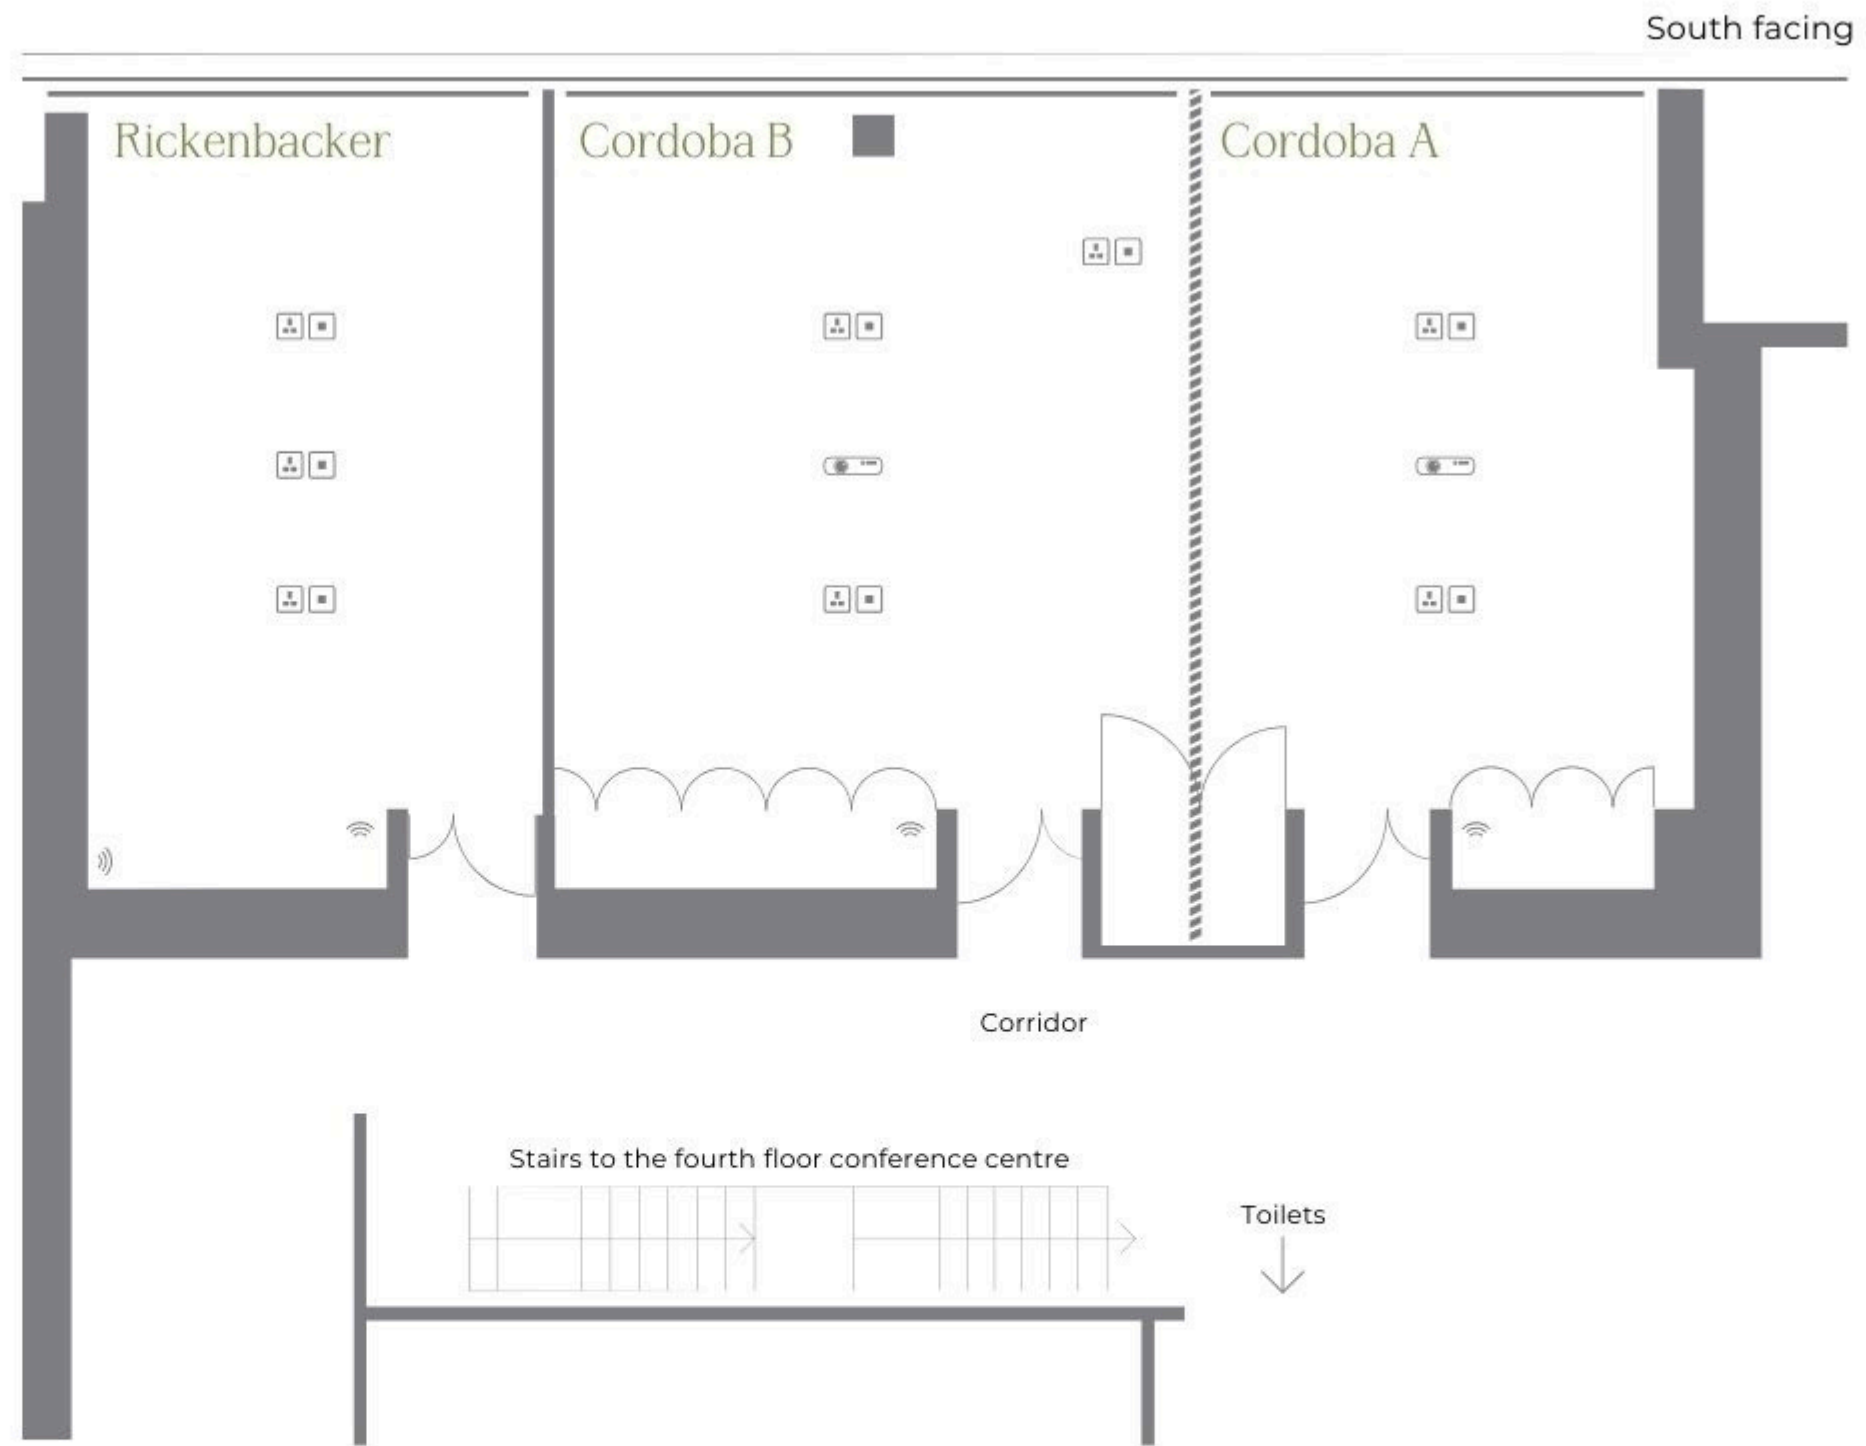 South facing
Rickenbacker
Cordoba B
Cordoba A
Corridor
Stairs to the fourth floor conference centre
Toilets